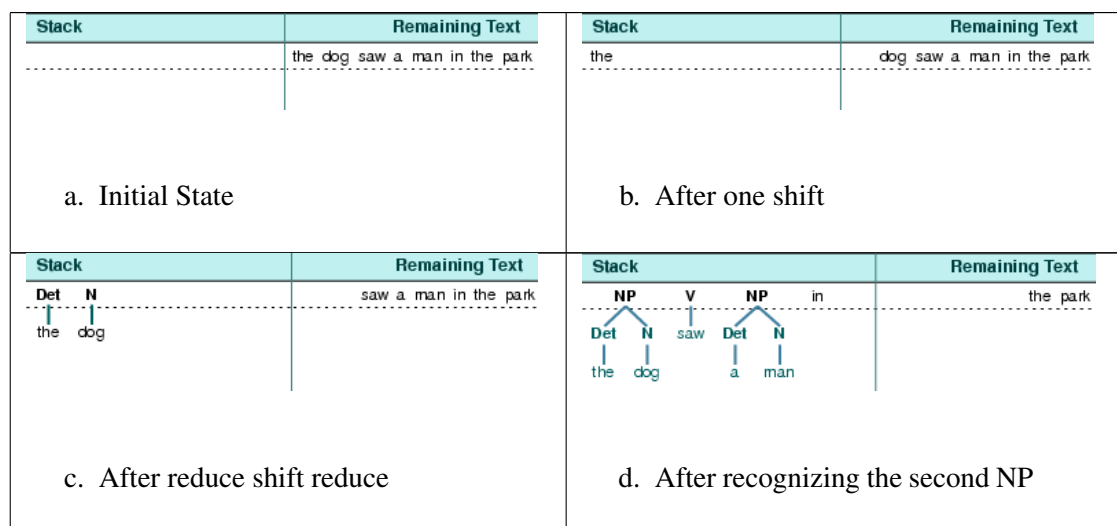 Stack Remaining Text
the dog saw a man in the park
a. Initial State
Stack Remaining Text
the dog saw a man in the park
b. After one shift
Stack Remaining Text
Det N saw a man in the park
the dog
c. After reduce shift reduce
Stack Remaining Text
NP V NP in the park
Det N saw Det N
the dog a man
d. After recognizing the second NP